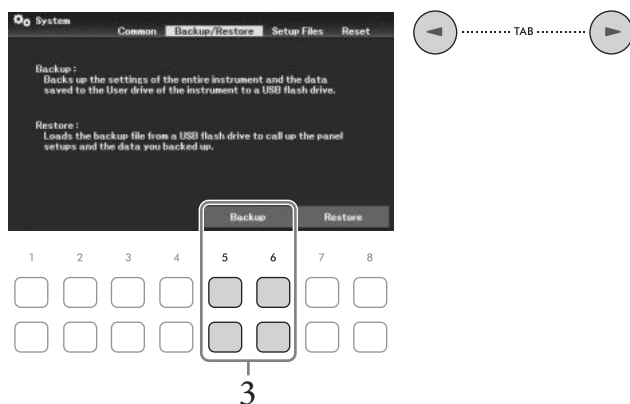 System
Common Backup/Restore Setup Files Reset
TAB
Backup :
Backs up the settings of the entire instrument and the data
saved to the User drive of the instrument to a USB flash drive.
Restore :
Loads the backup file from a USB flash drive to call up the panel
setups and the data you backed up.
Backup Restore
1 2 3 4 5 6 7 8
3